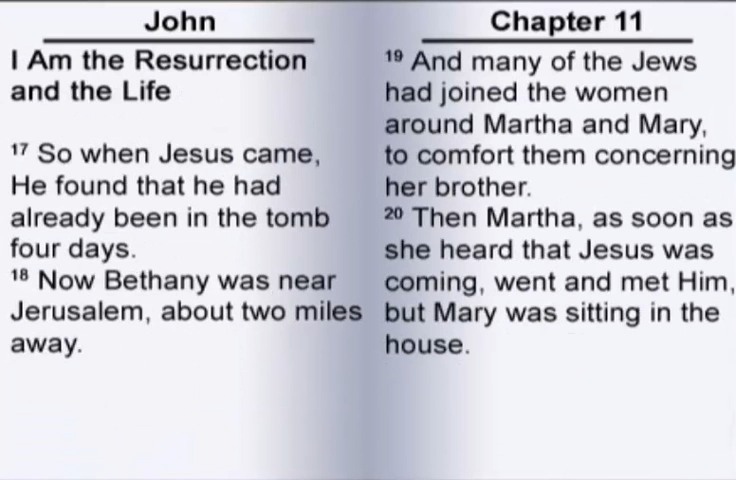 John
I Am the Resurrection
and the Life
¹⁷ So when Jesus came,
He found that he had
already been in the tomb
four days.
¹⁸ Now Bethany was near
Jerusalem, about two miles
away.
Chapter 11
¹⁹ And many of the Jews
had joined the women
around Martha and Mary,
to comfort them concerning
her brother.
²⁰ Then Martha, as soon as
she heard that Jesus was
coming, went and met Him,
but Mary was sitting in the
house.